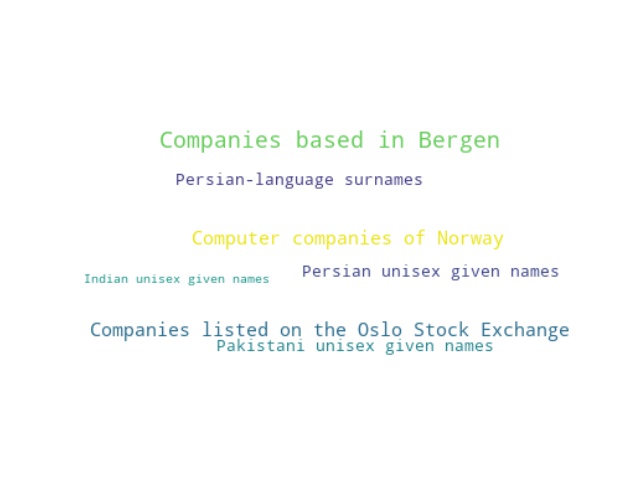 Companies based in Bergen
Persian-language surnames
Computer companies of Norway
Persian unisex given names
Indian unisex given names
Companies listed on the Oslo Stock Exchange
Pakistani unisex given names